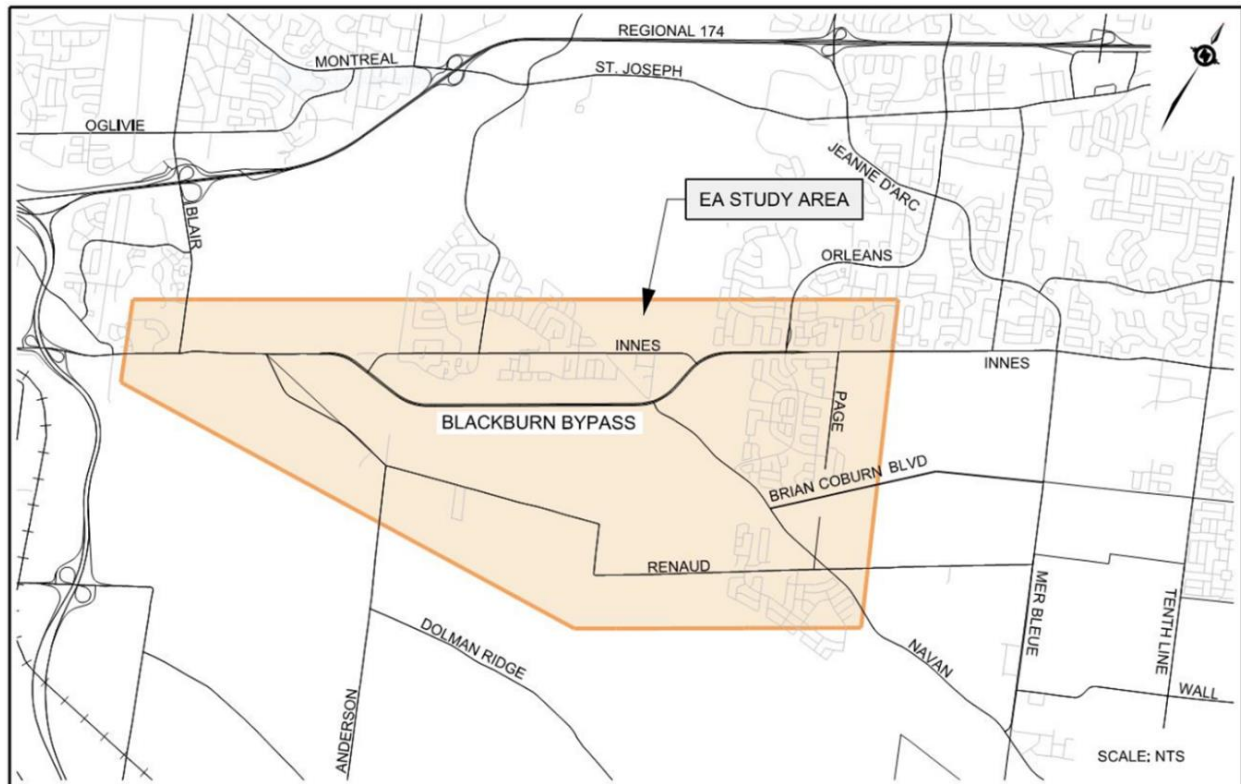 REGIONAL 174
MONTREAL
ST. JOSEPH
OGLIVIE
JEANNE D'ARC
EA STUDY AREA
BLAIR
ORLEANS
INNES
INNES
PAGE
BLACKBURN BYPASS
BRIAN COBURN BLVD
RENAUD
MER BLEUE
TENTH LINE
DOLMAN RIDGE
NAVAN
WALL
ANDERSON
SCALE: NTS